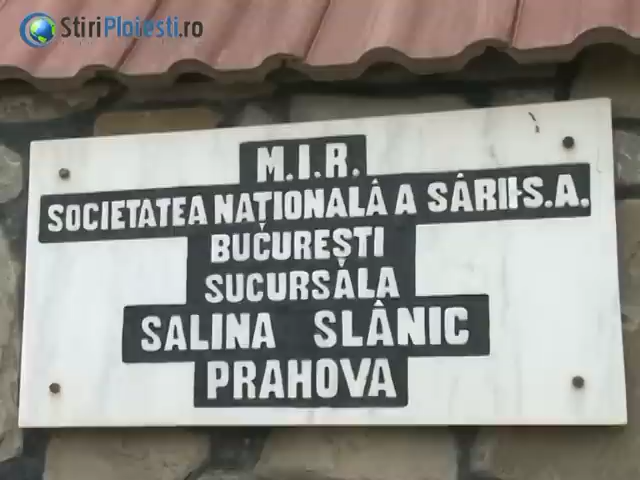 StiriPloiesti.ro
M.I.R.
SOCIETATEA NAȚIONALĂ A SĂRII-S.A.
BUCUREȘTI
SUCURSALA
SALINA SLĂNIC
PRAHOVA